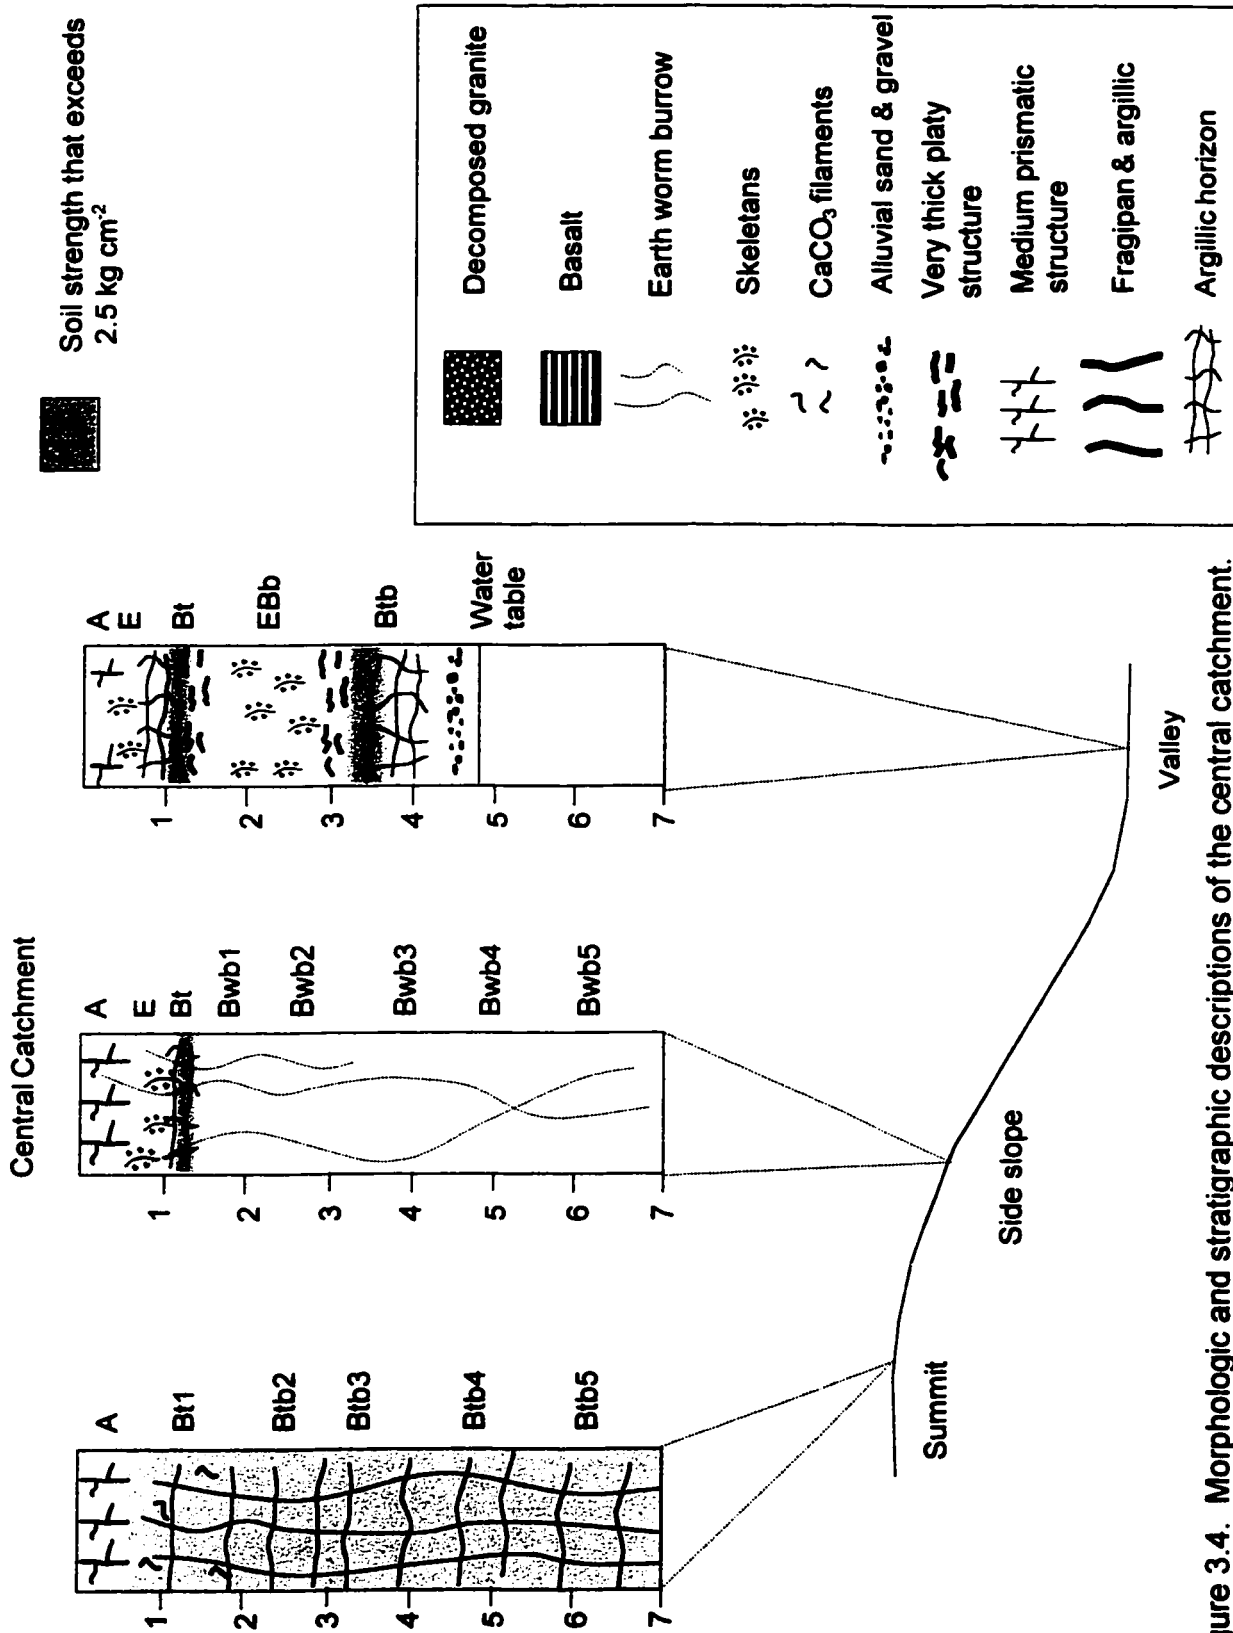 Central Catchment
Soil strength that exceeds
2.5 kg cm⁻²
A
Bt1
Btb2
Btb3
Btb4
Btb5
1
2
3
4
5
6
7
A
E
Bt
Bwb1
Bwb2
Bwb3
Bwb4
Bwb5
1
2
3
4
5
6
7
A
E
Bt
EBb
Btb
Water
table
1
2
3
4
5
6
7
Summit
Side slope
Valley
Decomposed granite
Basalt
Earth worm burrow
Skeletans
CaCO₃ filaments
Alluvial sand & gravel
Very thick platy
structure
Medium prismatic
structure
Fragipan & argillic
Argillic horizon
gure 3.4. Morphologic and stratigraphic descriptions of the central catchment.